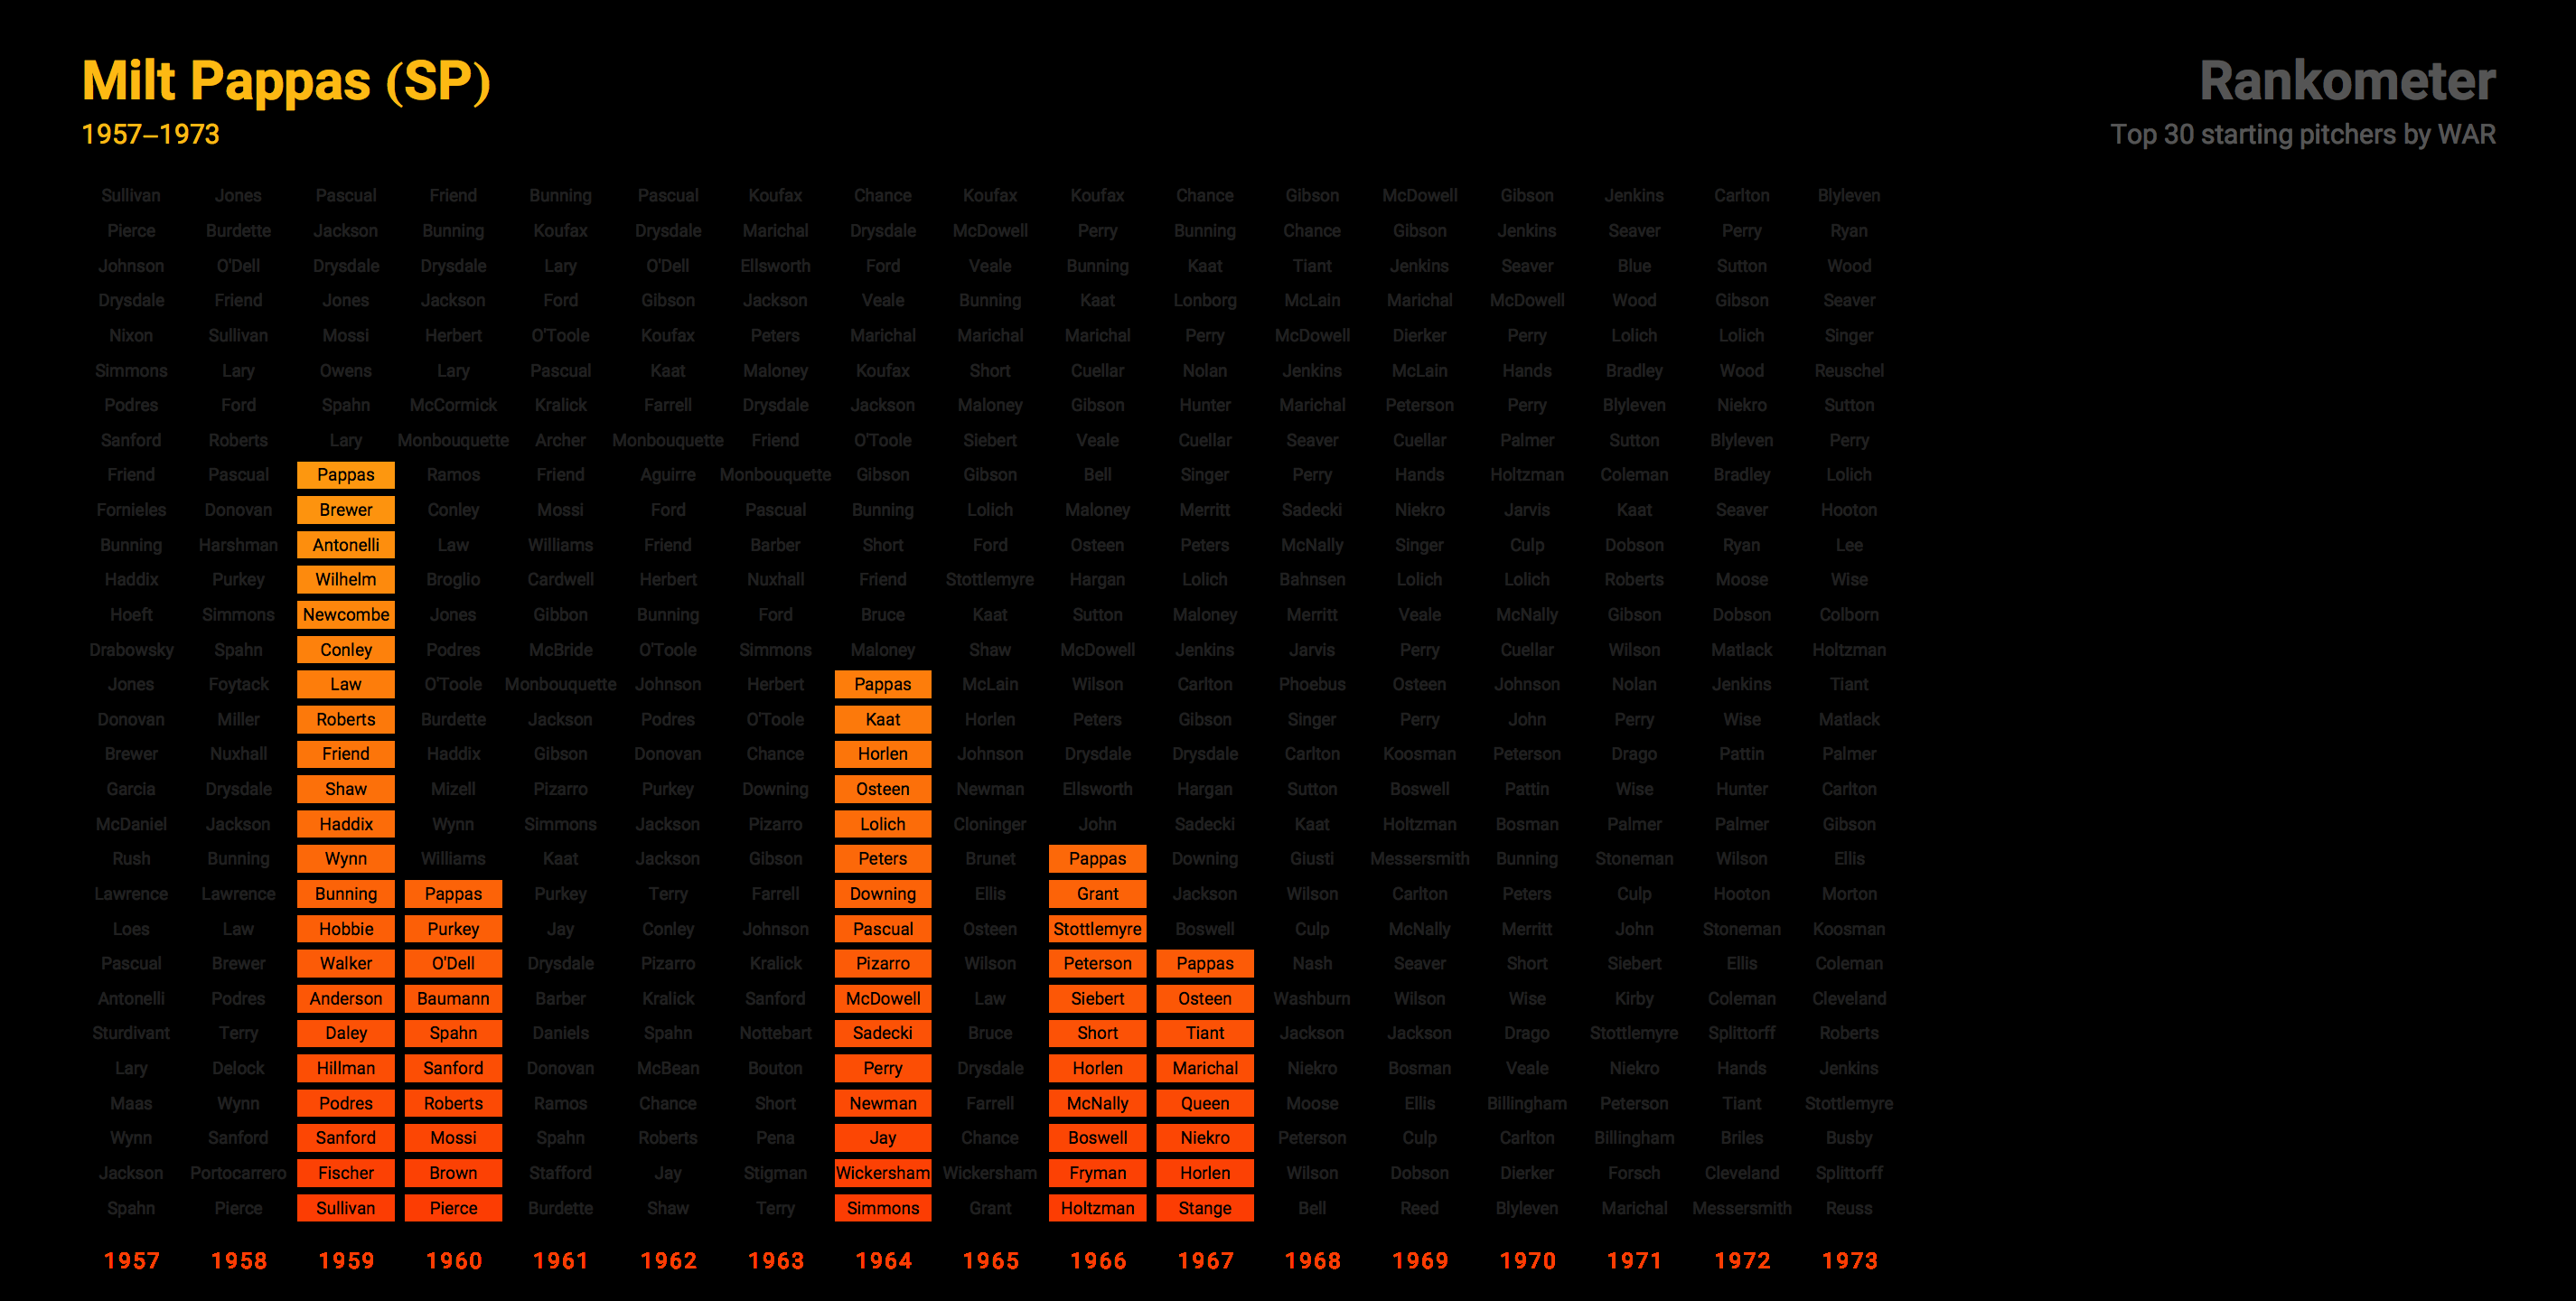 Milt Pappas (SP)
1957–1973
Rankometer
Top 30 starting pitchers by WAR
Sullivan Jones Pascual Friend Bunning Pascual Koufax Chance Koufax Koufax Chance Gibson McDowell Gibson Jenkins Carlton Blyleven
Pierce Burdette Jackson Bunning Koufax Drysdale Marichal Drysdale McDowell Perry Bunning Chance Gibson Jenkins Seaver Perry Ryan
Johnson O'Dell Drysdale Drysdale Lary O'Dell Ellsworth Ford Veale Bunning Kaat Tiant Jenkins Seaver Blue Sutton Wood
Drysdale Friend Jones Jackson Ford Gibson Jackson Veale Bunning Kaat Lonborg McLain Marichal McDowell Wood Gibson Seaver
Nixon Sullivan Mossi Herbert O'Toole Koufax Peters Marichal Marichal Marichal Perry McDowell Dierker Perry Lolich Lolich Singer
Simmons Lary Owens Lary Pascual Kaat Maloney Koufax Short Cuellar Nolan Jenkins McLain Hands Bradley Wood Reuschel
Podres Ford Spahn McCormick Kralick Farrell Drysdale Jackson Maloney Gibson Hunter Marichal Peterson Perry Blyleven Niekro Sutton
Sanford Roberts Lary Monbouquette Archer Monbouquette Friend O'Toole Siebert Veale Cuellar Seaver Cuellar Palmer Sutton Blyleven Perry
Friend Pascual Pappas Ramos Friend Aguirre Monbouquette Gibson Gibson Bell Singer Perry Hands Holtzman Coleman Bradley Lolich
Fornieles Donovan Brewer Conley Mossi Ford Pascual Bunning Lolich Maloney Merritt Sadecki Niekro Jarvis Kaat Seaver Hooton
Bunning Harshman Antonelli Law Williams Friend Barber Short Ford Osteen Peters McNally Singer Culp Dobson Ryan Lee
Haddix Purkey Wilhelm Broglio Cardwell Herbert Nuxhall Friend Stottlemyre Hargan Lolich Bahnsen Lolich Lolich Roberts Moose Wise
Hoeft Simmons Newcombe Jones Gibbon Bunning Ford Bruce Kaat Sutton Maloney Merritt Veale McNally Gibson Dobson Colborn
Drabowsky Spahn Conley Podres McBride O'Toole Simmons Maloney Shaw McDowell Jenkins Jarvis Perry Cuellar Wilson Matlack Holtzman
Jones Foytack Law O'Toole Monbouquette Johnson Herbert Pappas McLain Wilson Carlton Phoebus Osteen Johnson Nolan Jenkins Tiant
Donovan Miller Roberts Burdette Jackson Podres O'Toole Kaat Horlen Peters Gibson Singer Perry John Perry Wise Matlack
Brewer Nuxhall Friend Haddix Gibson Donovan Chance Horlen Johnson Drysdale Drysdale Carlton Koosman Peterson Drago Pattin Palmer
Garcia Drysdale Shaw Mizell Pizarro Purkey Downing Osteen Newman Ellsworth Hargan Sutton Boswell Pattin Wise Hunter Carlton
McDaniel Jackson Haddix Wynn Simmons Jackson Pizarro Lolich Cloninger John Sadecki Kaat Holtzman Bosman Palmer Palmer Gibson
Rush Bunning Wynn Williams Kaat Jackson Gibson Peters Brunet Pappas Downing Giusti Messersmith Bunning Stoneman Wilson Ellis
Lawrence Lawrence Bunning Pappas Purkey Terry Farrell Downing Ellis Grant Jackson Wilson Carlton Peters Culp Hooton Morton
Loes Law Hobbie Purkey Jay Conley Johnson Pascual Osteen Stottlemyre Boswell Culp McNally Merritt John Stoneman Koosman
Pascual Brewer Walker O'Dell Drysdale Pizarro Kralick Pizarro Wilson Peterson Pappas Nash Seaver Short Siebert Ellis Coleman
Antonelli Podres Anderson Baumann Barber Kralick Sanford McDowell Law Siebert Osteen Washburn Wilson Wise Kirby Coleman Cleveland
Sturdivant Terry Daley Spahn Daniels Spahn Nottebart Sadecki Bruce Short Tiant Jackson Jackson Drago Stottlemyre Splittorff Roberts
Lary Delock Hillman Sanford Donovan McBean Bouton Perry Drysdale Horlen Marichal Niekro Bosman Veale Niekro Hands Jenkins
Maas Wynn Podres Roberts Ramos Chance Short Newman Farrell McNally Queen Moose Ellis Billingham Peterson Tiant Stottlemyre
Wynn Sanford Sanford Mossi Spahn Roberts Pena Jay Chance Boswell Niekro Peterson Culp Carlton Billingham Briles Busby
Jackson Portocarrero Fischer Brown Stafford Jay Stigman Wickersham Wickersham Fryman Horlen Wilson Dobson Dierker Forsch Cleveland Splittorff
Spahn Pierce Sullivan Pierce Burdette Shaw Terry Simmons Grant Holtzman Stange Bell Reed Blyleven Marichal Messersmith Reuss
1957 1958 1959 1960 1961 1962 1963 1964 1965 1966 1967 1968 1969 1970 1971 1972 1973